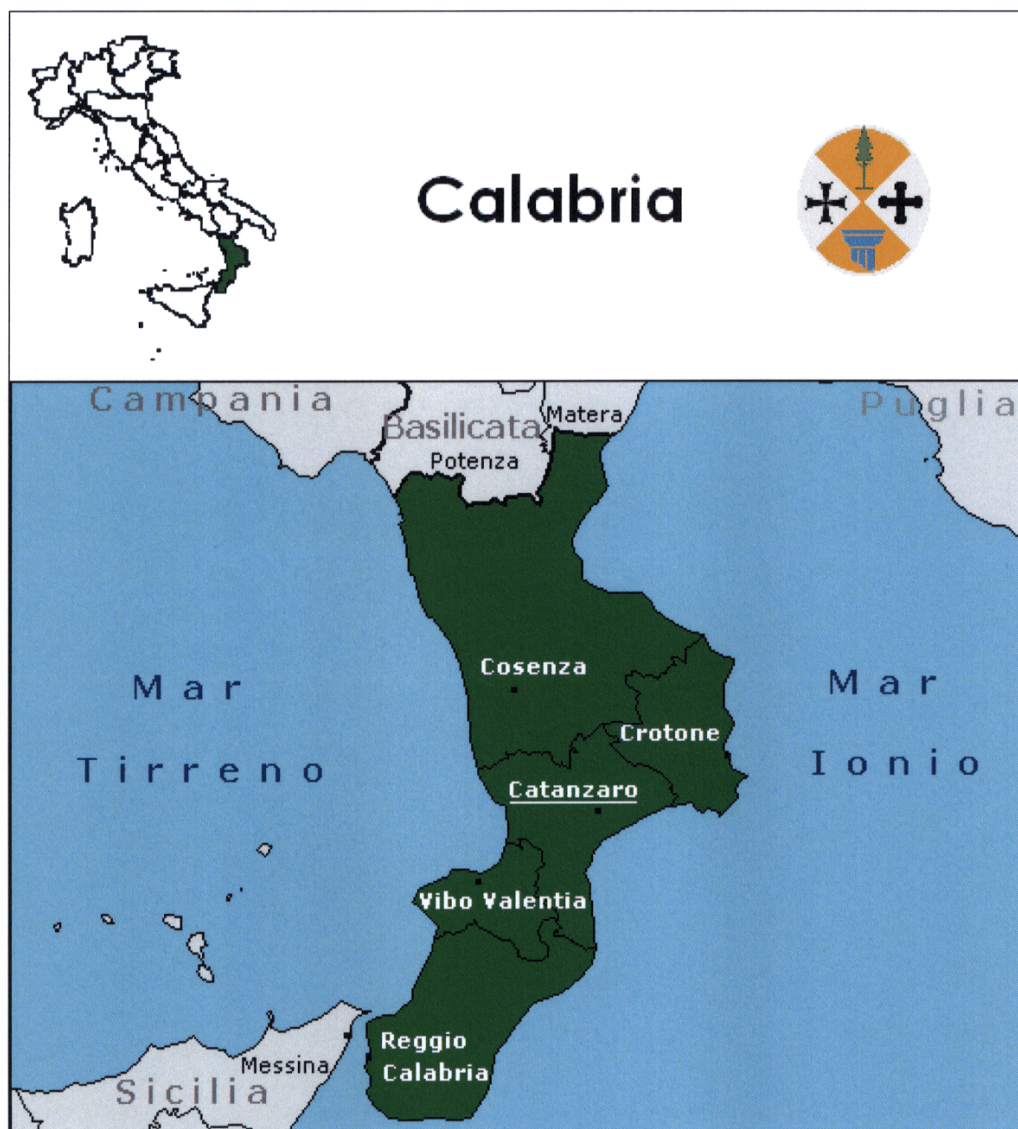 Calabria
Campania
Basilicata
Matera
Puglia
Potenza
Cosenza
Mar
Tirreno
Mar
Ionio
Crotone
Catanzaro
Vibo Valentia
Reggio
Calabria
Messina
Sicilia